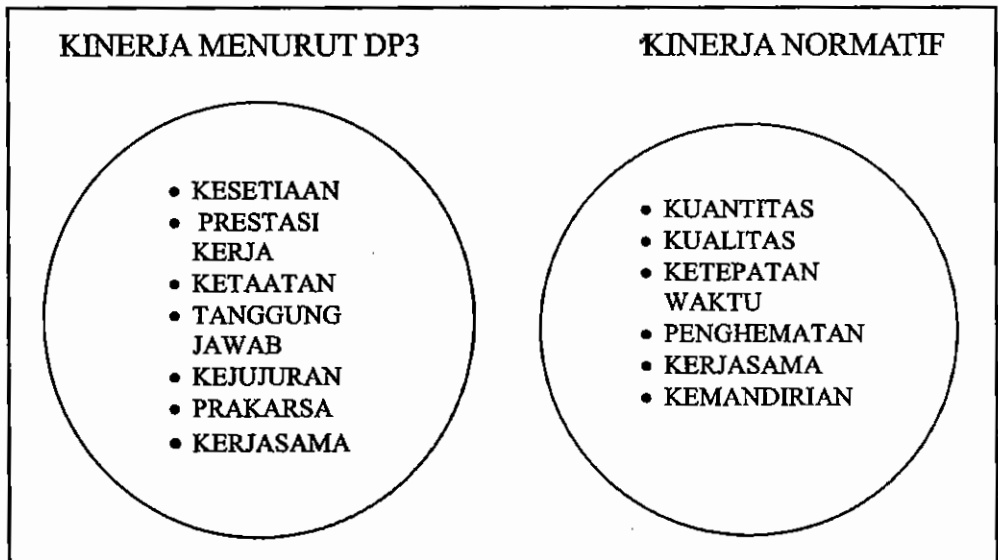 KINERJA MENURUT DP3
• KESETIAAN
• PRESTASI
KERJA
• KETAATAN
• TANGGUNG
JAWAB
• KEJUJURAN
• PRAKARSA
• KERJASAMA
KINERJA NORMATIF
• KUANTITAS
• KUALITAS
• KETEPATAN
WAKTU
• PENGHEMATAN
• KERJASAMA
• KEMANDIRIAN